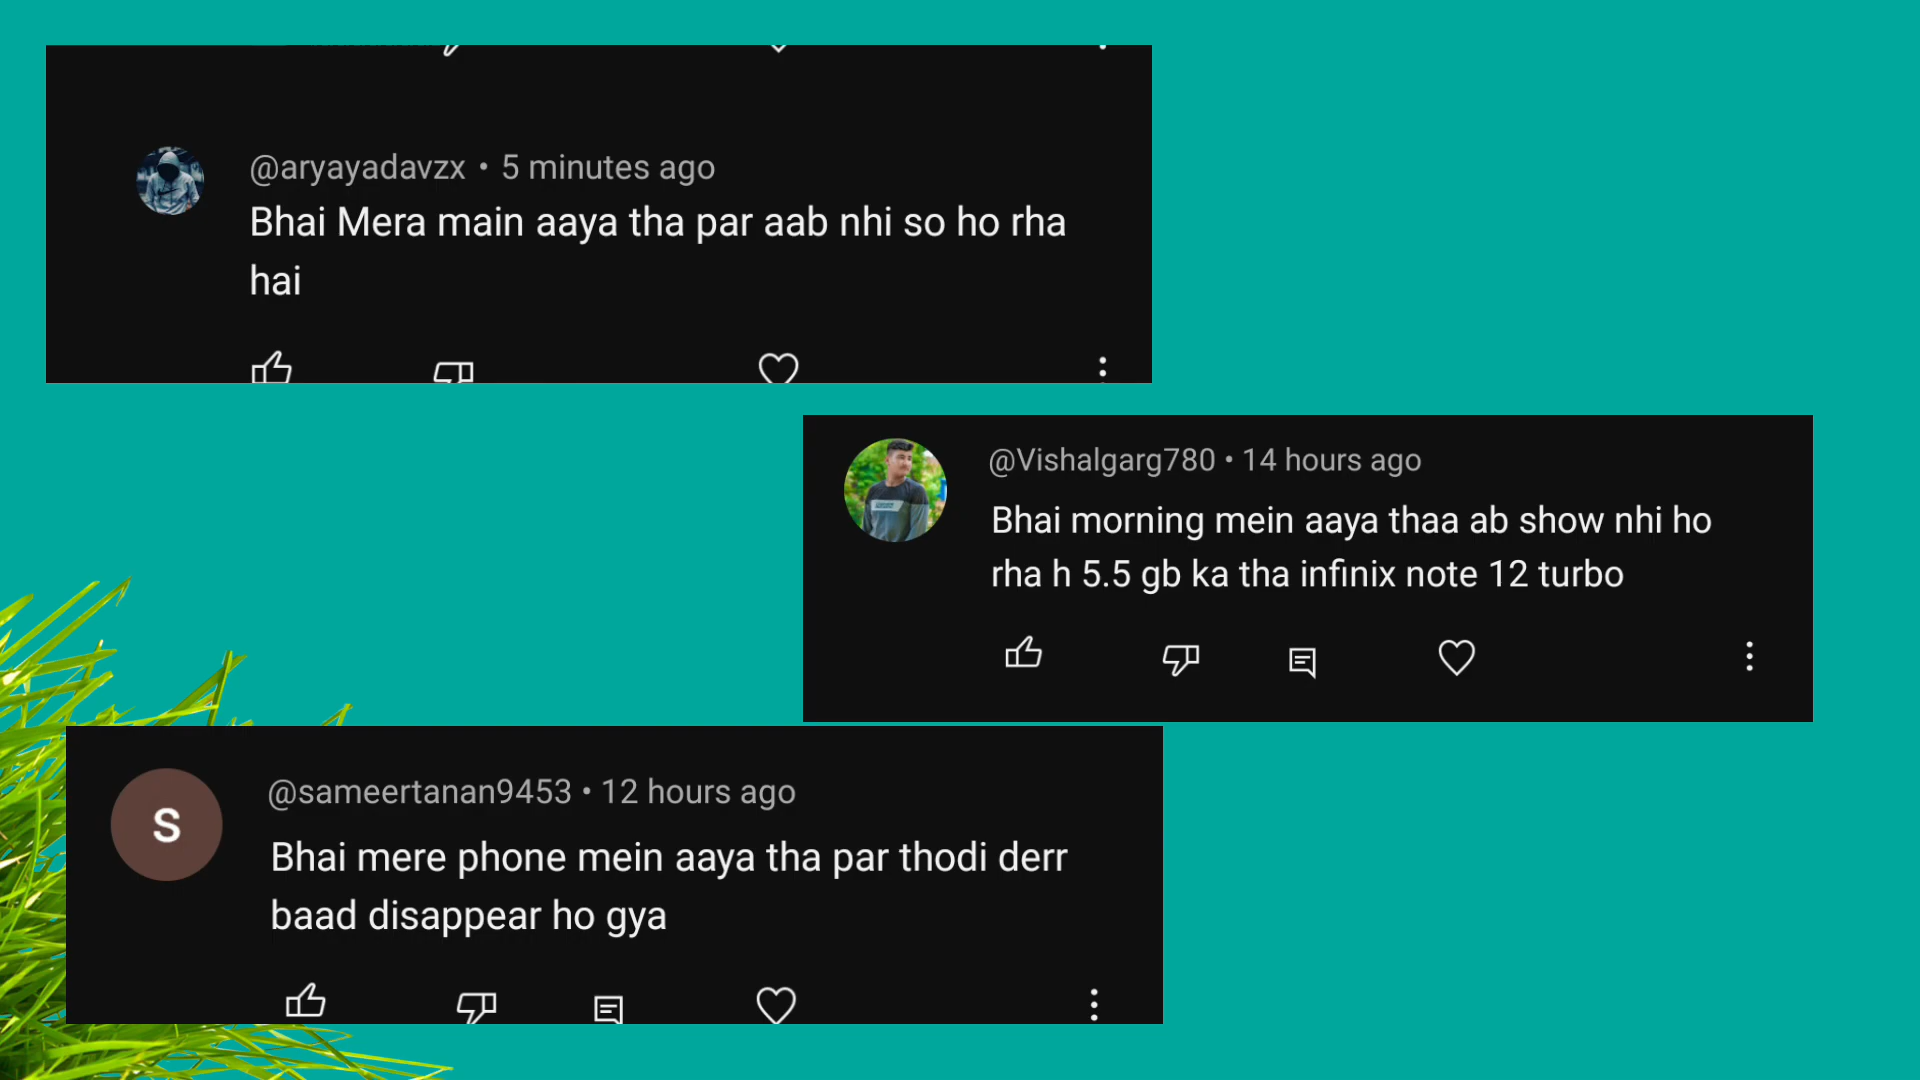 @aryayadavzx • 5 minutes ago
Bhai Mera main aaya tha par aab nhi so ho rha
hai
@Vishalgarg780 • 14 hours ago
Bhai morning mein aaya thaa ab show nhi ho
rha h 5.5 gb ka tha infinix note 12 turbo
S
@sameertanan9453 • 12 hours ago
Bhai mere phone mein aaya tha par thodi derr
baad disappear ho gya